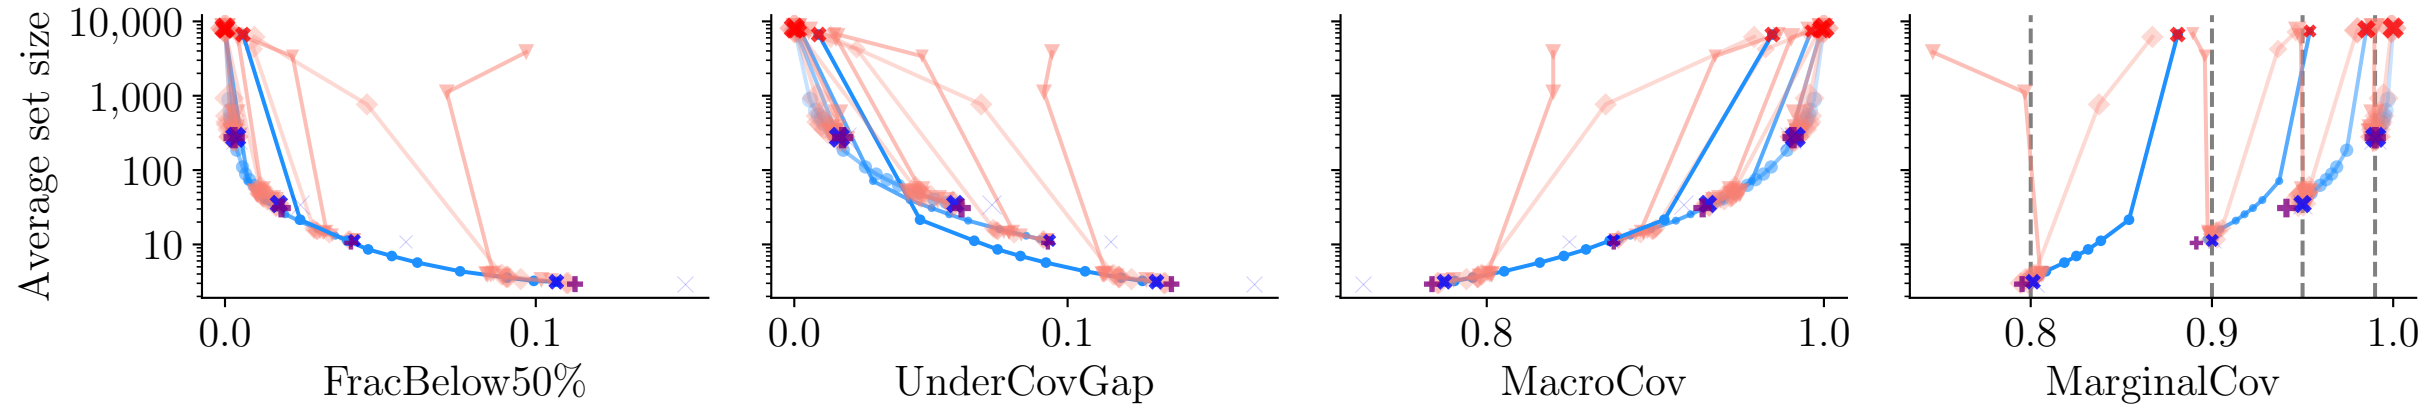 Average set size
10,000
1,000
100
10
0.0 0.1
FracBelow50%
0.0 0.1
UnderCovGap
0.8 1.0
MacroCov
0.8 0.9 1.0
MarginalCov